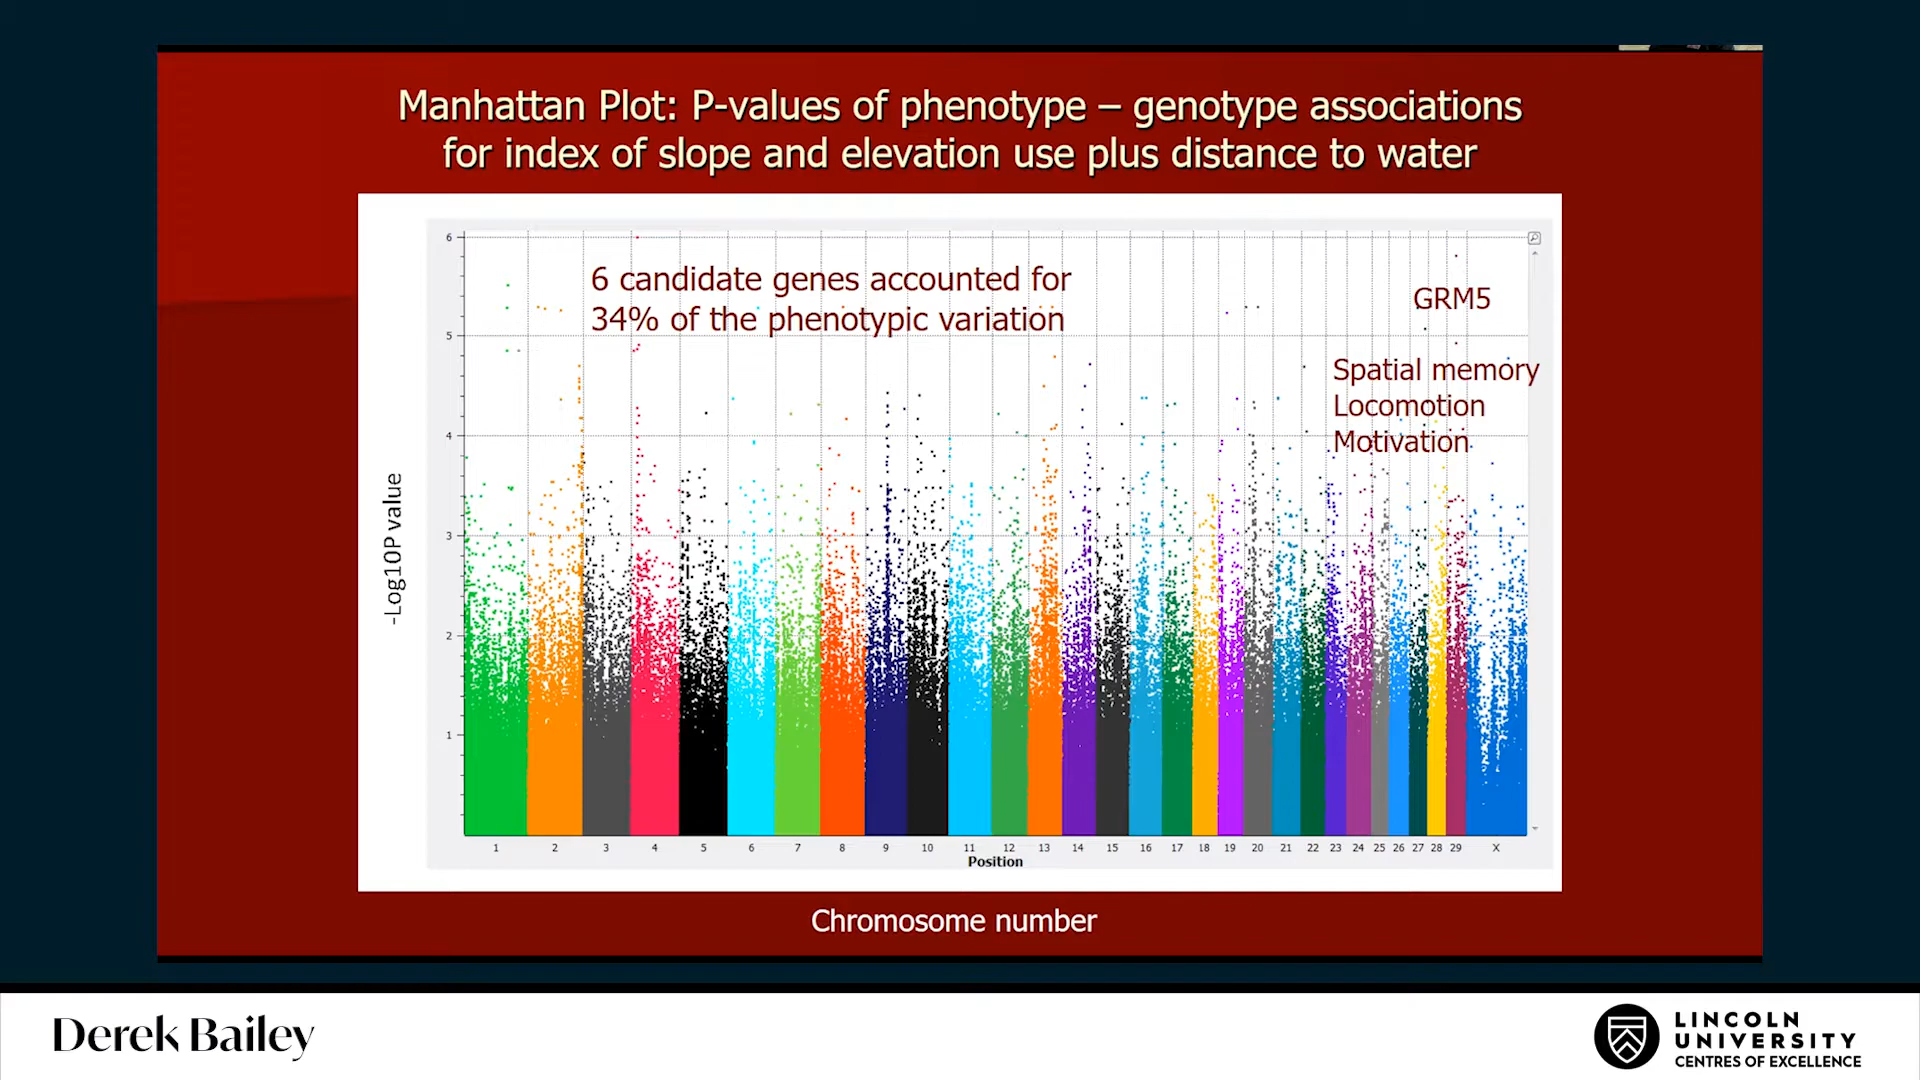 Manhattan Plot: P-values of phenotype – genotype associations
for index of slope and elevation use plus distance to water
6 candidate genes accounted for
34% of the phenotypic variation
GRM5
Spatial memory
Locomotion
Motivation
-Log10P value
6
5
4
3
2
1
1 2 3 4 5 6 7 8 9 10 11 12 13 14 15 16 17 18 19 20 21 22 23 24 25 26 27 28 29 X
Position
Chromosome number
Derek Bailey
LINCOLN
UNIVERSITY
CENTRES OF EXCELLENCE